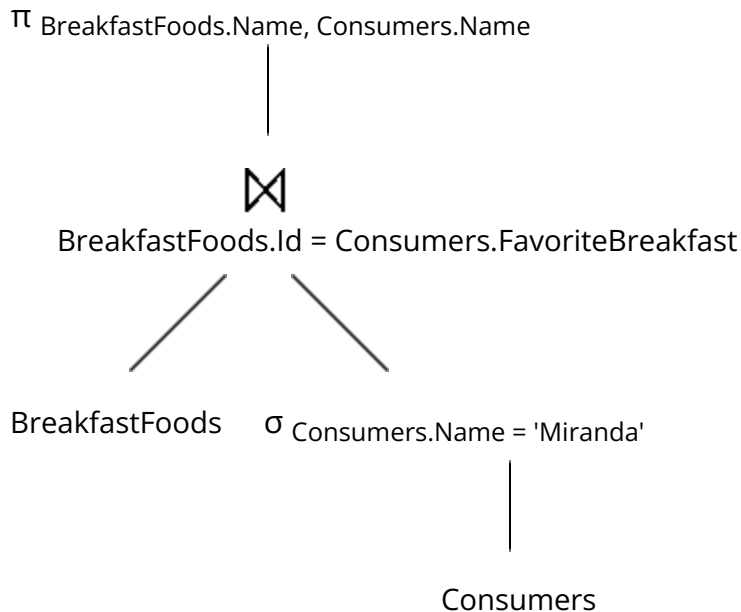 π BreakfastFoods.Name, Consumers.Name
⋈
BreakfastFoods.Id = Consumers.FavoriteBreakfast
BreakfastFoods
σ Consumers.Name = 'Miranda'
Consumers